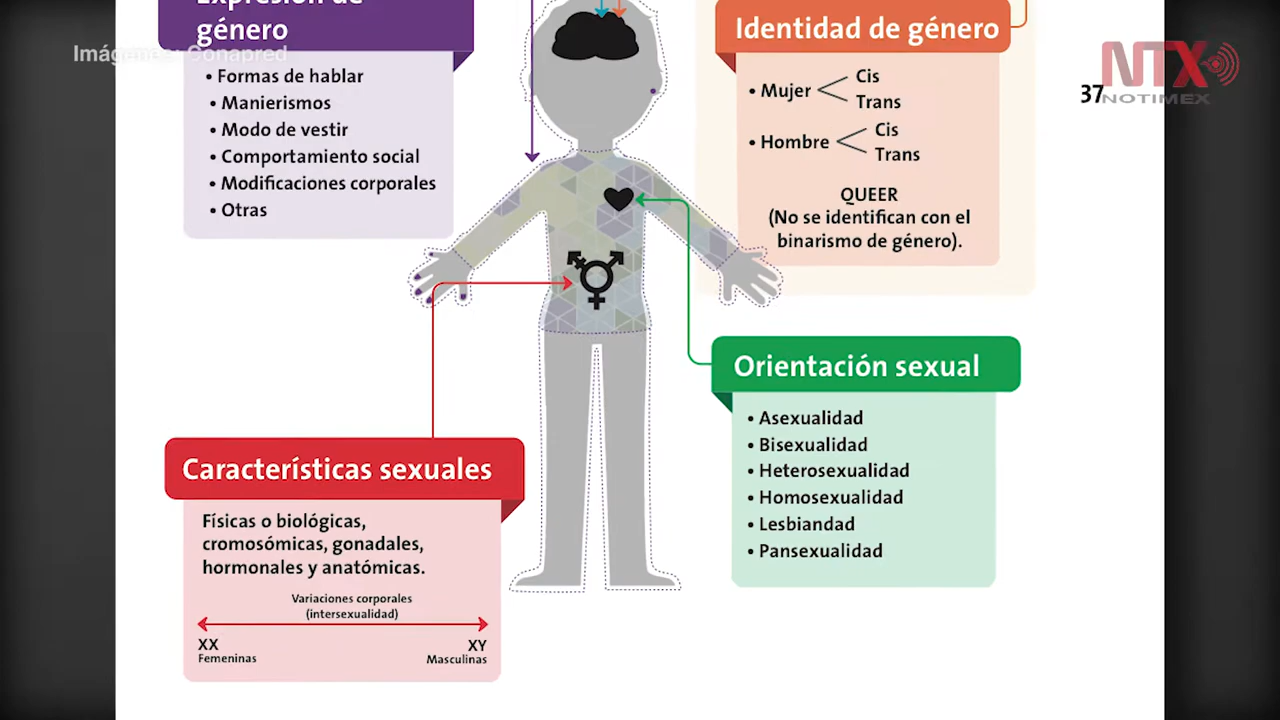 Expresión de
género
Imágenes: Conapred
• Formas de hablar
• Manierismos
• Modo de vestir
• Comportamiento social
• Modificaciones corporales
• Otras
Identidad de género
• Mujer
Cis
Trans
• Hombre
Cis
Trans
QUEER
(No se identifican con el
binarismo de género).
37
NTX
NOTIMEX
Orientación sexual
• Asexualidad
• Bisexualidad
• Heterosexualidad
• Homosexualidad
• Lesbiandad
• Pansexualidad
Características sexuales
Físicas o biológicas,
cromosómicas, gonadales,
hormonales y anatómicas.
Variaciones corporales
(intersexualidad)
XX
Femeninas
XY
Masculinas